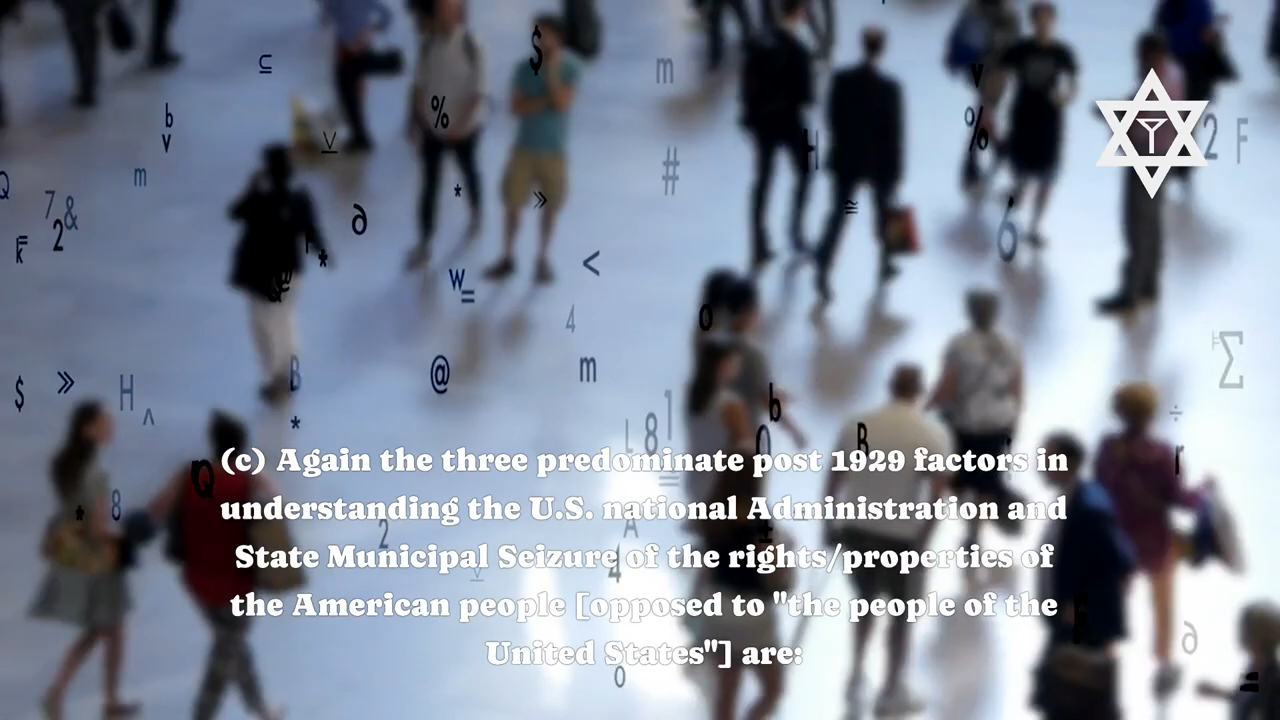 (c) Again the three predominate post 1929 factors in
understanding the U.S. national Administration and
State Municipal Seizure of the rights/properties of
the American people [opposed to "the people of the
United States"] are: